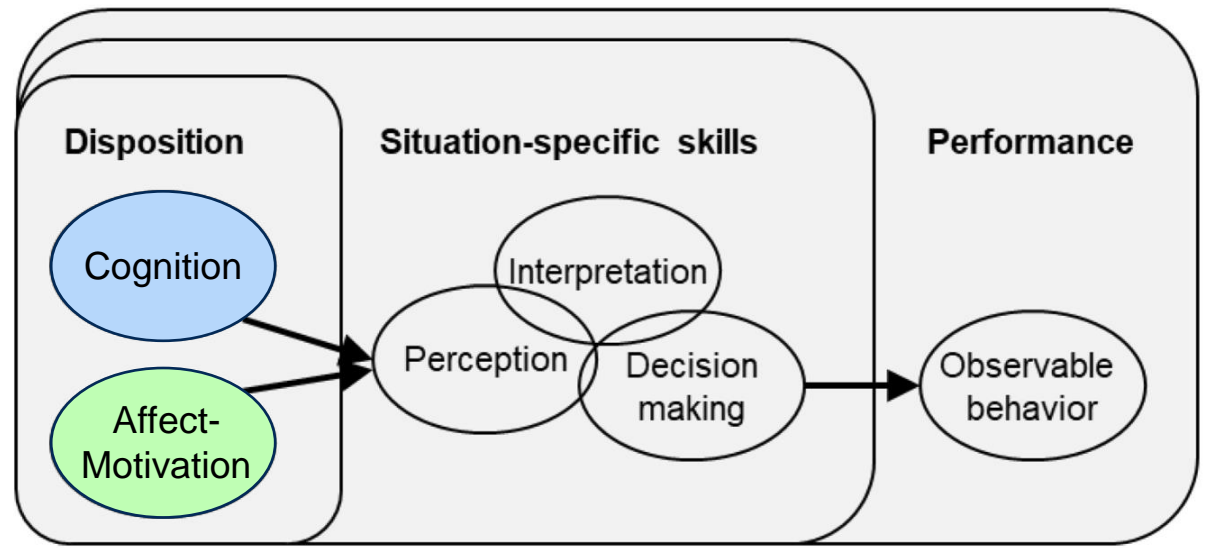 Disposition
Situation-specific skills
Performance
Cognition
Affect-
Motivation
Interpretation
Perception
Decision
making
Observable
behavior